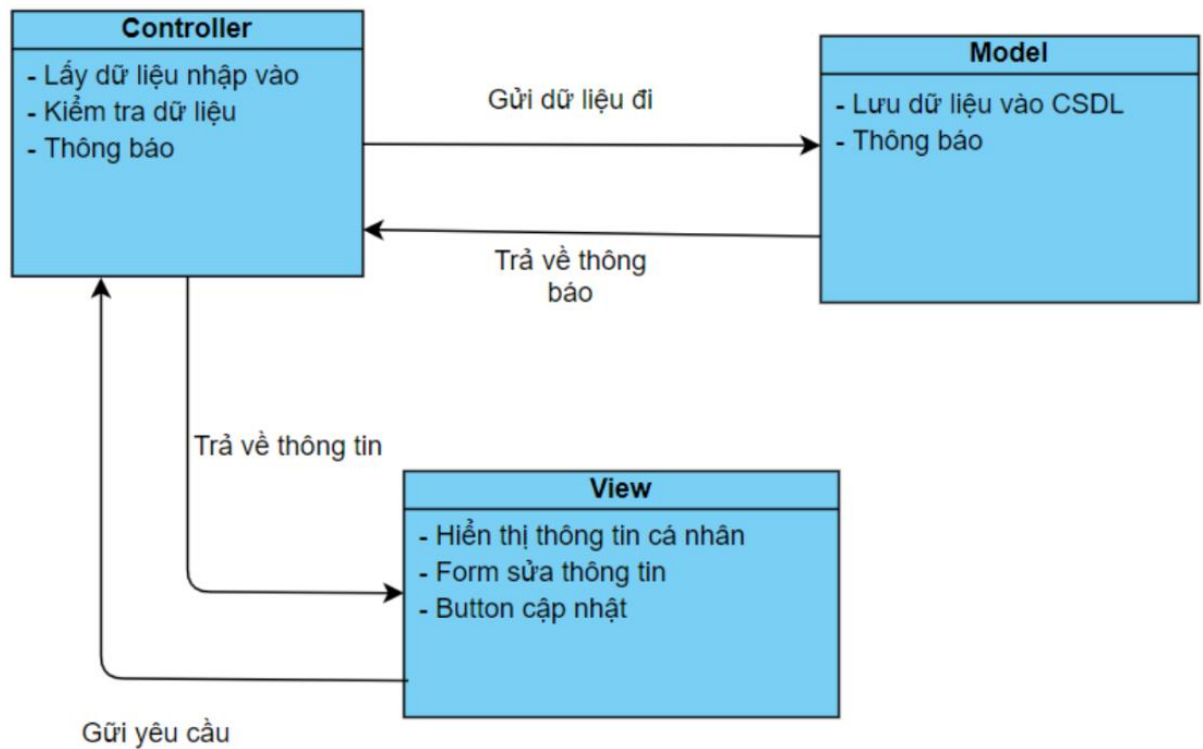 Controller
- Lấy dữ liệu nhập vào
- Kiểm tra dữ liệu
- Thông báo
Gửi dữ liệu đi
Model
- Lưu dữ liệu vào CSDL
- Thông báo
Trả về thông
báo
Trả về thông tin
View
- Hiển thị thông tin cá nhân
- Form sửa thông tin
- Button cập nhật
Gữi yêu cầu